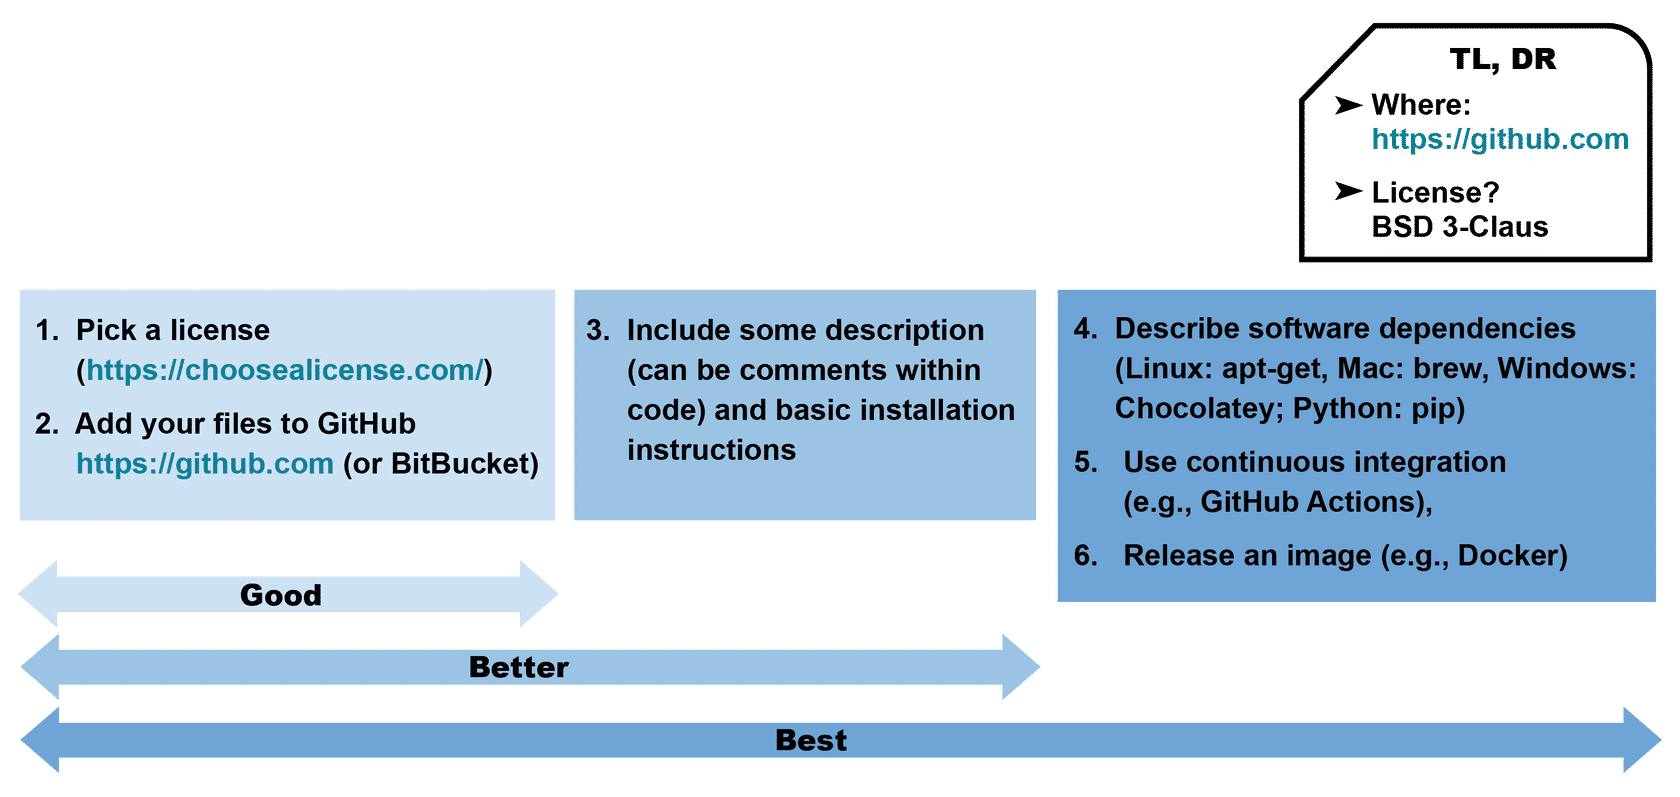 TL, DR
➤ Where:
https://github.com
➤ License?
BSD 3-Claus
1. Pick a license
(https://choosealicense.com/)
2. Add your files to GitHub
https://github.com (or BitBucket)
3. Include some description
(can be comments within
code) and basic installation
instructions
4. Describe software dependencies
(Linux: apt-get, Mac: brew, Windows:
Chocolatey; Python: pip)
5. Use continuous integration
(e.g., GitHub Actions),
6. Release an image (e.g., Docker)
Good
Better
Best